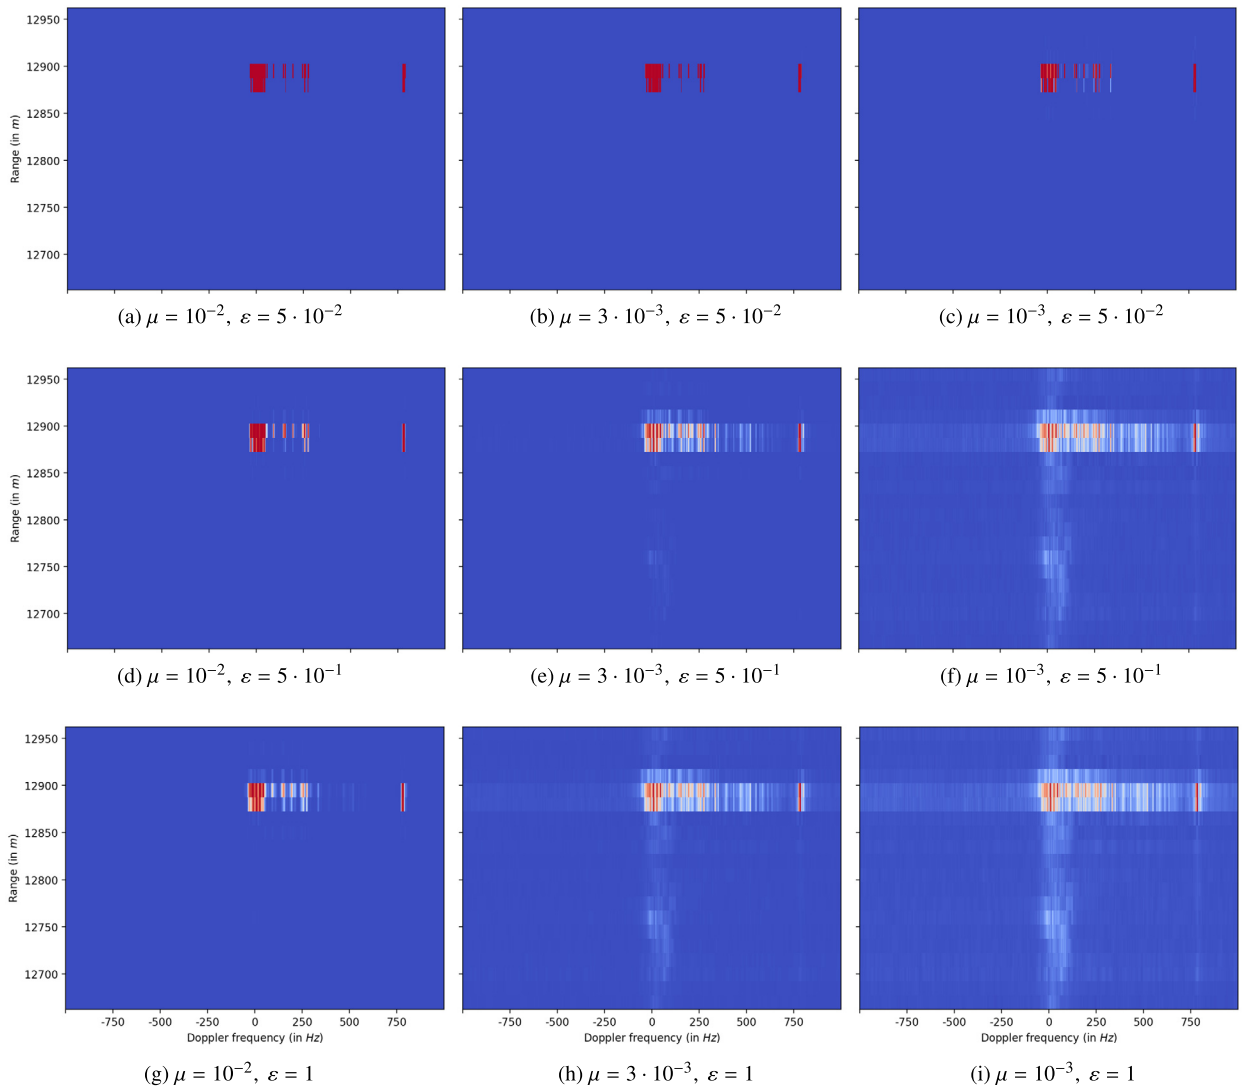 12950
12900
12850
12800
12750
12700
Range (in m)
(a) μ = 10⁻², ε = 5 · 10⁻²
(b) μ = 3 · 10⁻³, ε = 5 · 10⁻²
(c) μ = 10⁻³, ε = 5 · 10⁻²
12950
12900
12850
12800
12750
12700
Range (in m)
(d) μ = 10⁻², ε = 5 · 10⁻¹
(e) μ = 3 · 10⁻³, ε = 5 · 10⁻¹
(f) μ = 10⁻³, ε = 5 · 10⁻¹
12950
12900
12850
12800
12750
12700
Range (in m)
-750 -500 -250 0 250 500 750
Doppler frequency (in Hz)
-750 -500 -250 0 250 500 750
Doppler frequency (in Hz)
-750 -500 -250 0 250 500 750
Doppler frequency (in Hz)
(g) μ = 10⁻², ε = 1
(h) μ = 3 · 10⁻³, ε = 1
(i) μ = 10⁻³, ε = 1